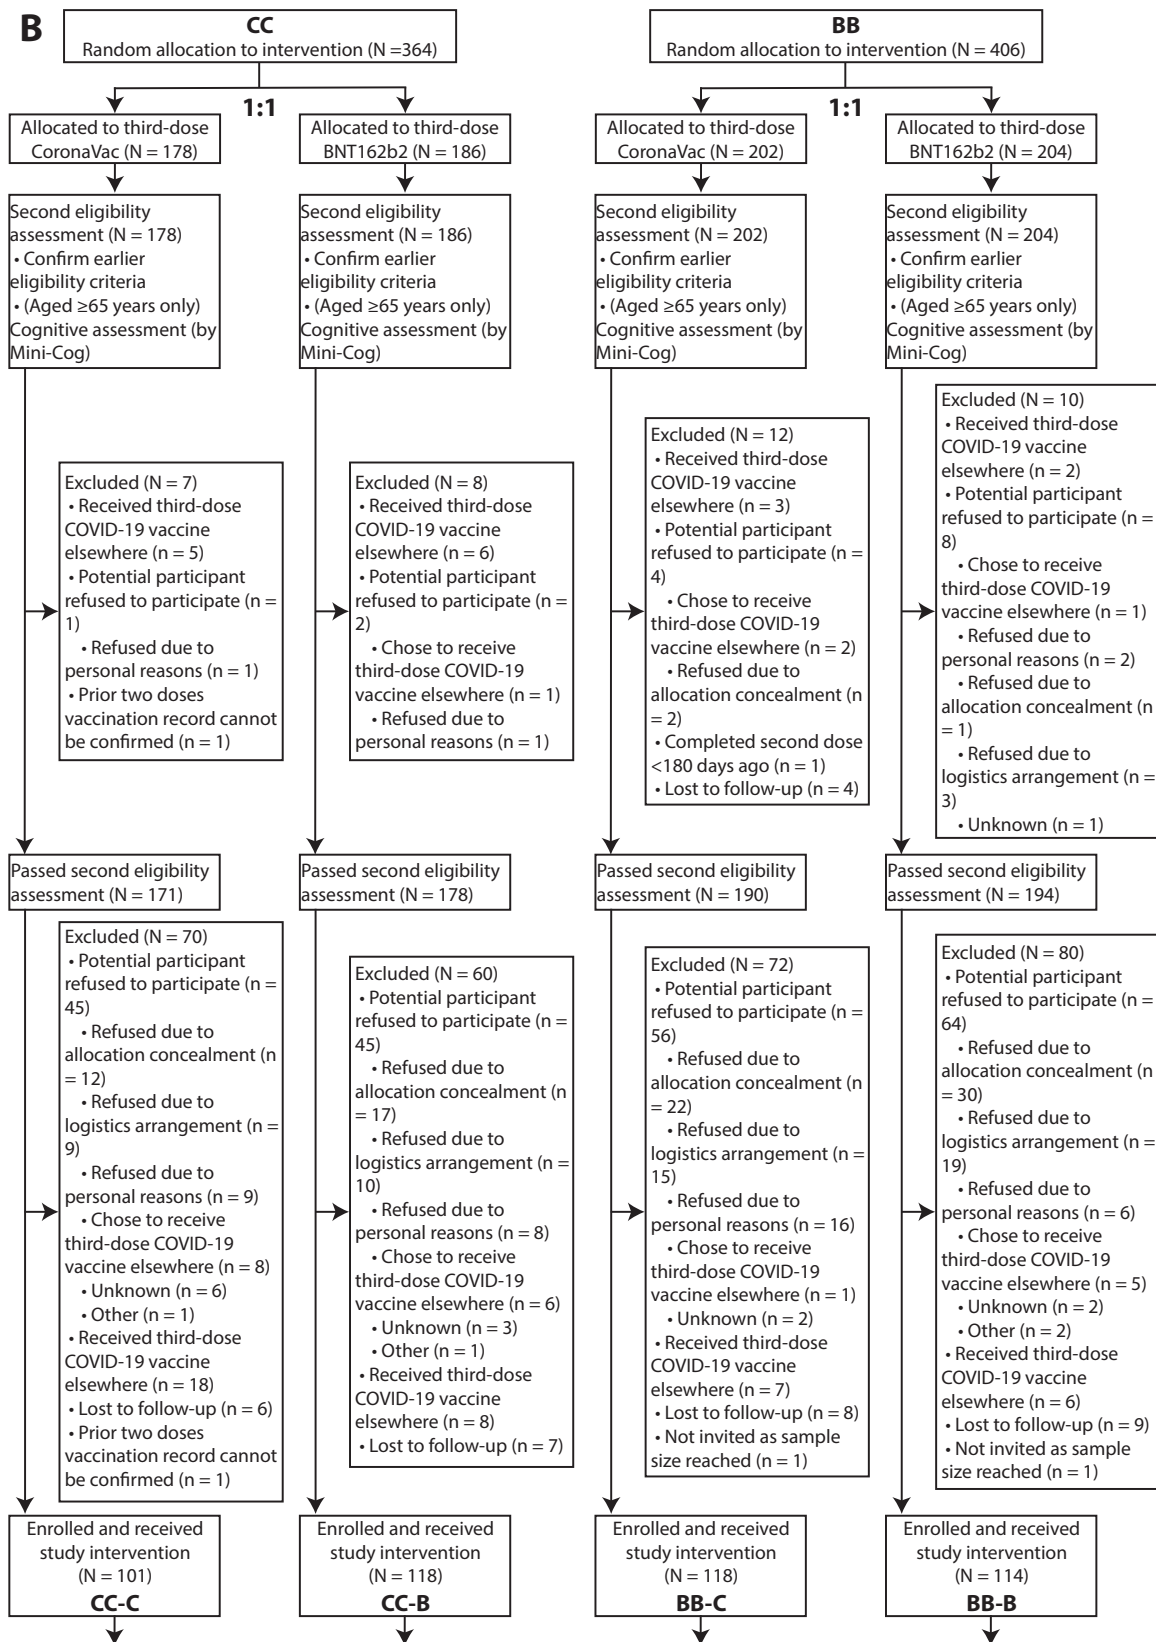 B
CC
Random allocation to intervention (N =364)
1:1
Allocated to third-dose
CoronaVac (N = 178)
Allocated to third-dose
BNT162b2 (N = 186)
Second eligibility
assessment (N = 178)
• Confirm earlier
eligibility criteria
• (Aged ≥65 years only)
Cognitive assessment (by
Mini-Cog)
Second eligibility
assessment (N = 186)
• Confirm earlier
eligibility criteria
• (Aged ≥65 years only)
Cognitive assessment (by
Mini-Cog)
Excluded (N = 7)
• Received third-dose
COVID-19 vaccine
elsewhere (n = 5)
• Potential participant
refused to participate (n =
1)
• Refused due to
personal reasons (n = 1)
• Prior two doses
vaccination record cannot
be confirmed (n = 1)
Excluded (N = 8)
• Received third-dose
COVID-19 vaccine
elsewhere (n = 6)
• Potential participant
refused to participate (n =
2)
• Chose to receive
third-dose COVID-19
vaccine elsewhere (n = 1)
• Refused due to
personal reasons (n = 1)
Passed second eligibility
assessment (N = 171)
Passed second eligibility
assessment (N = 178)
Excluded (N = 70)
• Potential participant
refused to participate (n =
45)
• Refused due to
allocation concealment (n
= 12)
• Refused due to
logistics arrangement (n =
9)
• Refused due to
personal reasons (n = 9)
• Chose to receive
third-dose COVID-19
vaccine elsewhere (n = 8)
• Unknown (n = 6)
• Other (n = 1)
• Received third-dose
COVID-19 vaccine
elsewhere (n = 18)
• Lost to follow-up (n = 6)
• Prior two doses
vaccination record cannot
be confirmed (n = 1)
Excluded (N = 60)
• Potential participant
refused to participate (n =
45)
• Refused due to
allocation concealment (n
= 17)
• Refused due to
logistics arrangement (n =
10)
• Refused due to
personal reasons (n = 8)
• Chose to receive
third-dose COVID-19
vaccine elsewhere (n = 6)
• Unknown (n = 3)
• Other (n = 1)
• Received third-dose
COVID-19 vaccine
elsewhere (n = 8)
• Lost to follow-up (n = 7)
Enrolled and received
study intervention
(N = 101)
CC-C
Enrolled and received
study intervention
(N = 118)
CC-B
BB
Random allocation to intervention (N = 406)
1:1
Allocated to third-dose
CoronaVac (N = 202)
Allocated to third-dose
BNT162b2 (N = 204)
Second eligibility
assessment (N = 202)
• Confirm earlier
eligibility criteria
• (Aged ≥65 years only)
Cognitive assessment (by
Mini-Cog)
Second eligibility
assessment (N = 204)
• Confirm earlier
eligibility criteria
• (Aged ≥65 years only)
Cognitive assessment (by
Mini-Cog)
Excluded (N = 12)
• Received third-dose
COVID-19 vaccine
elsewhere (n = 3)
• Potential participant
refused to participate (n =
4)
• Chose to receive
third-dose COVID-19
vaccine elsewhere (n = 2)
• Refused due to
allocation concealment (n
= 2)
• Completed second dose
<180 days ago (n = 1)
• Lost to follow-up (n = 4)
Excluded (N = 10)
• Received third-dose
COVID-19 vaccine
elsewhere (n = 2)
• Potential participant
refused to participate (n =
8)
• Chose to receive
third-dose COVID-19
vaccine elsewhere (n = 1)
• Refused due to
personal reasons (n = 2)
• Refused due to
allocation concealment (n
= 1)
• Refused due to
logistics arrangement (n =
3)
• Unknown (n = 1)
Passed second eligibility
assessment (N = 190)
Passed second eligibility
assessment (N = 194)
Excluded (N = 72)
• Potential participant
refused to participate (n =
56)
• Refused due to
allocation concealment (n
= 22)
• Refused due to
logistics arrangement (n =
15)
• Refused due to
personal reasons (n = 16)
• Chose to receive
third-dose COVID-19
vaccine elsewhere (n = 1)
• Unknown (n = 2)
• Received third-dose
COVID-19 vaccine
elsewhere (n = 7)
• Lost to follow-up (n = 8)
• Not invited as sample
size reached (n = 1)
Excluded (N = 80)
• Potential participant
refused to participate (n =
64)
• Refused due to
allocation concealment (n
= 30)
• Refused due to
logistics arrangement (n =
19)
• Refused due to
personal reasons (n = 6)
• Chose to receive
third-dose COVID-19
vaccine elsewhere (n = 5)
• Unknown (n = 2)
• Other (n = 2)
• Received third-dose
COVID-19 vaccine
elsewhere (n = 6)
• Lost to follow-up (n = 9)
• Not invited as sample
size reached (n = 1)
Enrolled and received
study intervention
(N = 118)
BB-C
Enrolled and received
study intervention
(N = 114)
BB-B